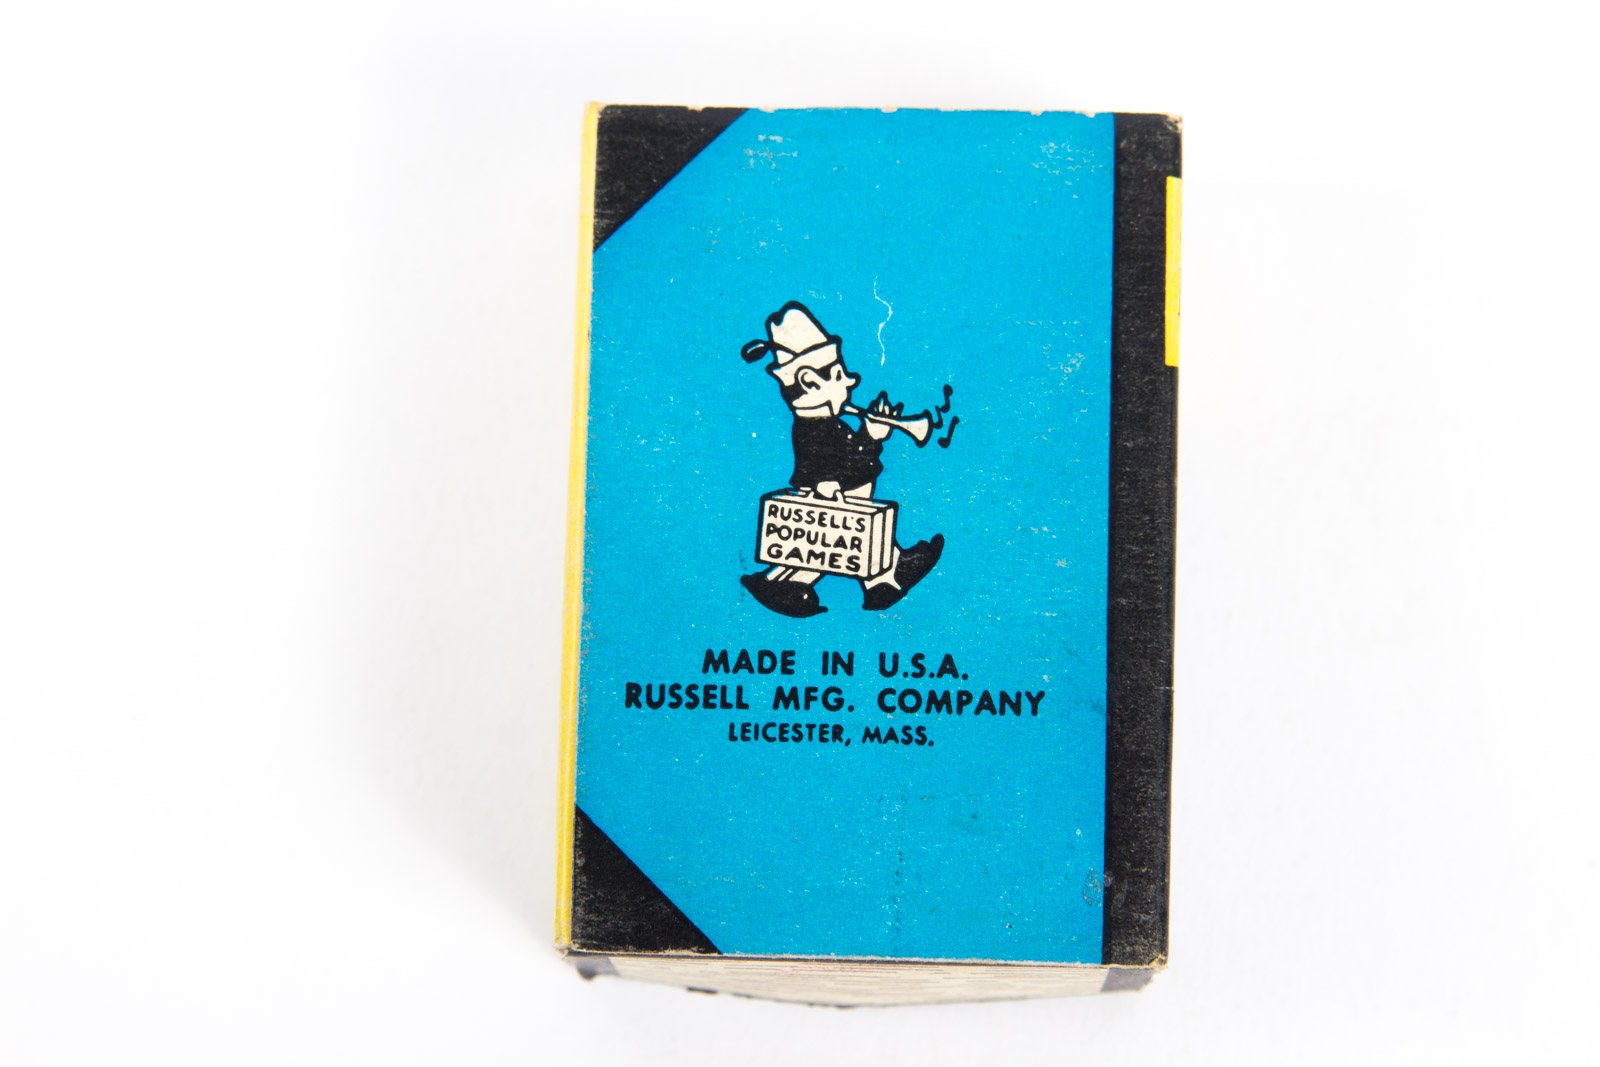 RUSSELL'S
POPULAR
GAMES
MADE IN U.S.A.
RUSSELL MFG. COMPANY
LEICESTER, MASS.